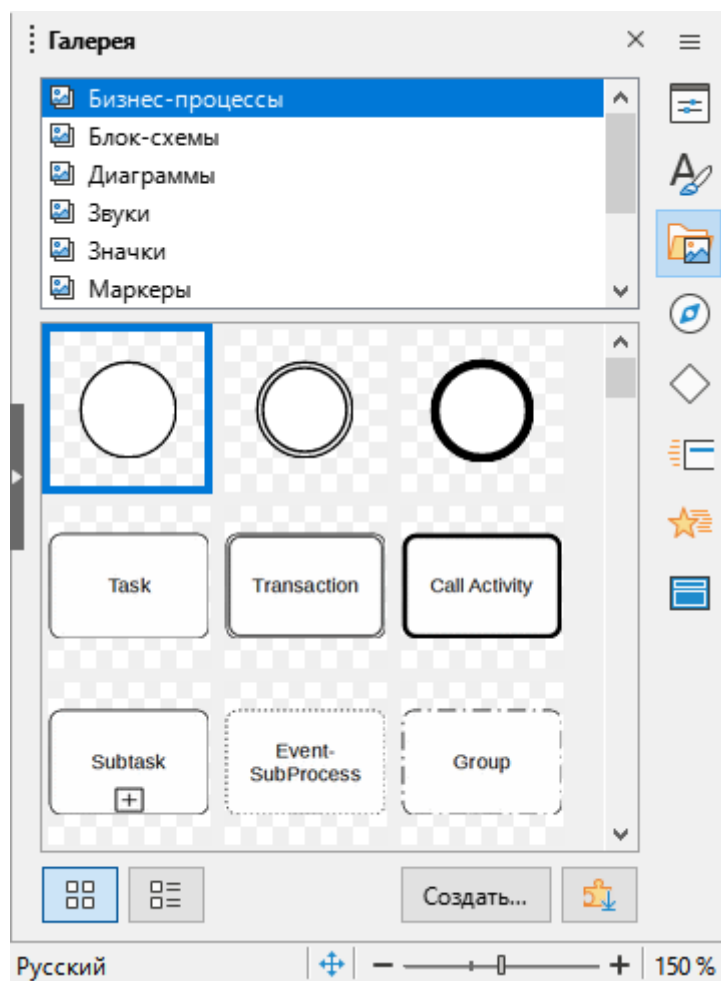 Галерея
Бизнес-процессы
Блок-схемы
Диаграммы
Звуки
Значки
Маркеры
Task
Transaction
Call Activity
Subtask
Event-
SubProcess
Group
Создать...
Русский
150 %